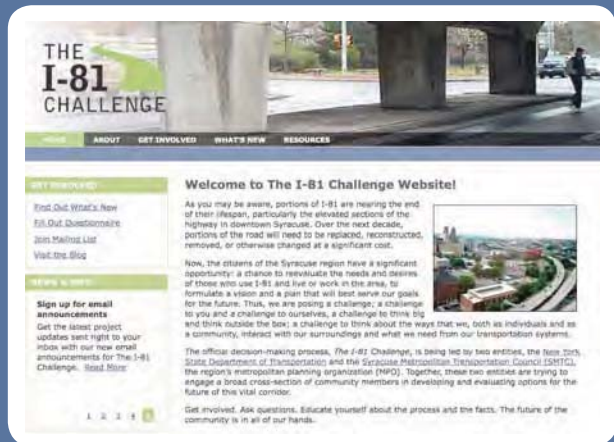 THE
I-81
CHALLENGE
HOME ABOUT GET INVOLVED WHAT'S NEW RESOURCES
GET INVOLVED
Find Out What's New
Fill Out Questionnaire
Join Mailing List
Visit the Blog
NEWS & INFO
Sign up for email
announcements
Get the latest project
updates sent right to your
inbox with our new email
announcements for The I-81
Challenge. Read More
1 2 3 4
Welcome to The I-81 Challenge Website!
As you may be aware, portions of I-81 are nearing the end
of their lifespan, particularly the elevated sections of the
highway in downtown Syracuse. Over the next decade,
portions of the road will need to be replaced, reconstructed,
removed, or otherwise changed at a significant cost.
Now, the citizens of the Syracuse region have a significant
opportunity: a chance to reevaluate the needs and desires
of those who use I-81 and live or work in the area, to
formulate a vision and a plan that will best serve our goals
for the future. Thus, we are posing a challenge; a challenge
to you and a challenge to ourselves, a challenge to think big
and think outside the box; a challenge to think about the ways that we, both as individuals and as
a community, interact with our surroundings and what we need from our transportation systems.
The official decision-making process, The I-81 Challenge, is being led by two entities, the New York
State Department of Transportation and the Syracuse Metropolitan Transportation Council (SMTC),
the region's metropolitan planning organization (MPO). Together, these two entities are trying to
engage a broad cross-section of community members in developing and evaluating options for the
future of this vital corridor.
Get involved. Ask questions. Educate yourself about the process and the facts. The future of the
community is in all of our hands.